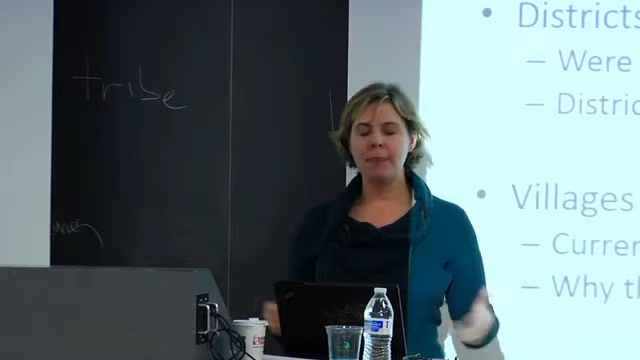 tribe
• Districts
– Were
– Distric
• Villages
– Curren
– Why th